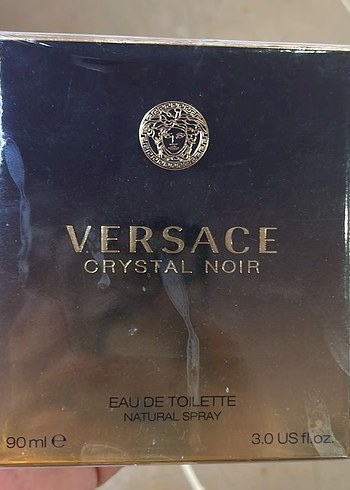 VERSACE
CRYSTAL NOIR
EAU DE TOILETTE
NATURAL SPRAY
90 ml ℮ 3.0 US fl.oz.